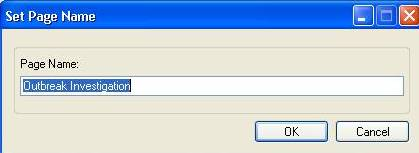 Set Page Name
Page Name:
Outbreak Investigation
OK Cancel